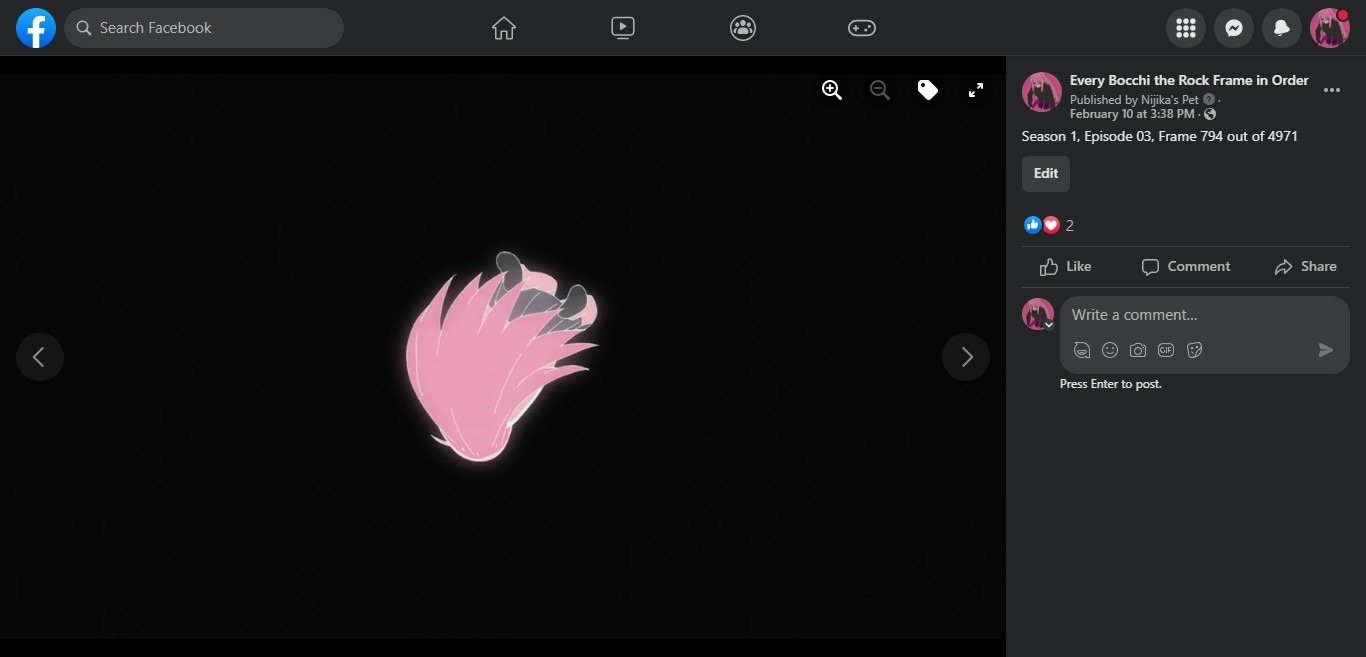 Search Facebook
Every Bocchi the Rock Frame in Order
Published by Nijika's Pet ? ·
February 10 at 3:38 PM ·
Season 1, Episode 03, Frame 794 out of 4971
Edit
2
Like Comment Share
Write a comment...
GIF
Press Enter to post.